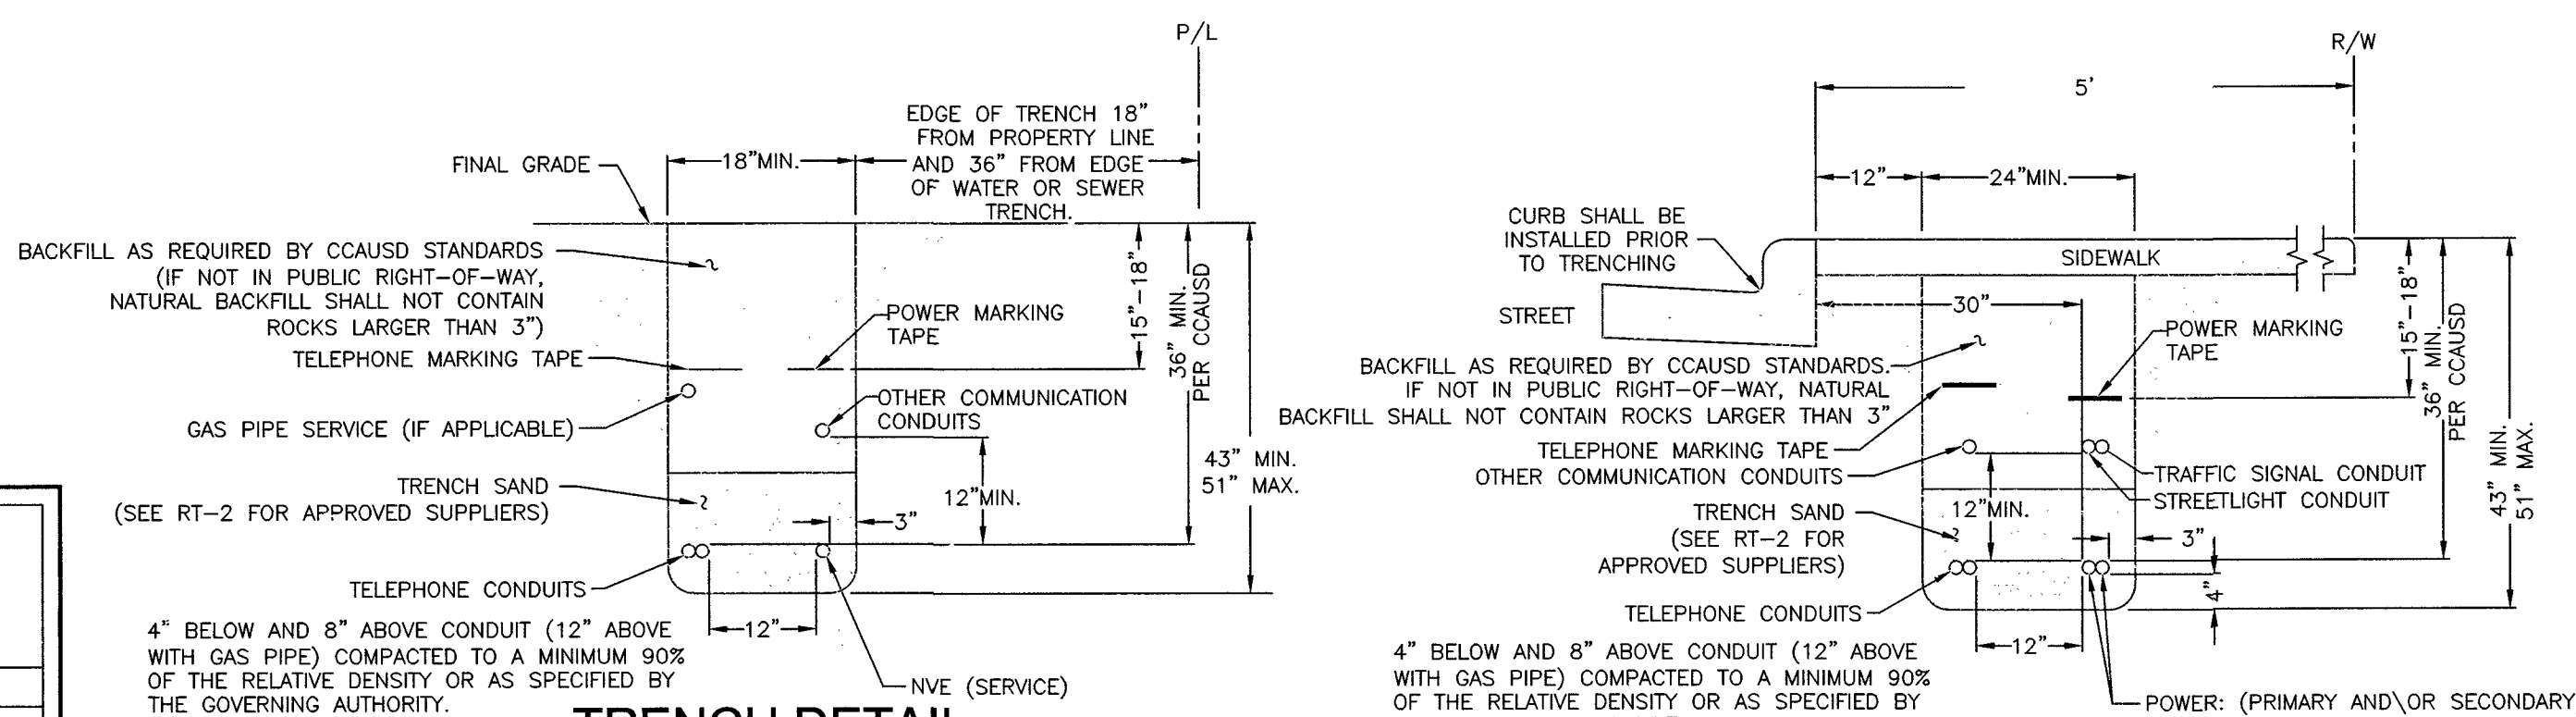 P/L
EDGE OF TRENCH 18"
FROM PROPERTY LINE
AND 36" FROM EDGE
OF WATER OR SEWER
TRENCH.
18"MIN.
FINAL GRADE
BACKFILL AS REQUIRED BY CCAUSD STANDARDS
(IF NOT IN PUBLIC RIGHT-OF-WAY,
NATURAL BACKFILL SHALL NOT CONTAIN
ROCKS LARGER THAN 3")
POWER MARKING
TAPE
TELEPHONE MARKING TAPE
15"-18"
36" MIN.
PER CCAUSD
OTHER COMMUNICATION
CONDUITS
GAS PIPE SERVICE (IF APPLICABLE)
43" MIN.
51" MAX.
TRENCH SAND
(SEE RT-2 FOR APPROVED SUPPLIERS)
12"MIN.
3"
TELEPHONE CONDUITS
12"
4" BELOW AND 8" ABOVE CONDUIT (12" ABOVE
WITH GAS PIPE) COMPACTED TO A MINIMUM 90%
OF THE RELATIVE DENSITY OR AS SPECIFIED BY
THE GOVERNING AUTHORITY.
NVE (SERVICE)
TRENCH DETAIL
R/W
5'
12"
24"MIN.
CURB SHALL BE
INSTALLED PRIOR
TO TRENCHING
SIDEWALK
STREET
30"
15"-18"
36" MIN.
PER CCAUSD
43" MIN.
51" MAX.
POWER MARKING
TAPE
BACKFILL AS REQUIRED BY CCAUSD STANDARDS.
IF NOT IN PUBLIC RIGHT-OF-WAY, NATURAL
BACKFILL SHALL NOT CONTAIN ROCKS LARGER THAN 3"
TELEPHONE MARKING TAPE
OTHER COMMUNICATION CONDUITS
TRAFFIC SIGNAL CONDUIT
STREETLIGHT CONDUIT
TRENCH SAND
(SEE RT-2 FOR
APPROVED SUPPLIERS)
12"MIN.
3"
4"
TELEPHONE CONDUITS
12"
4" BELOW AND 8" ABOVE CONDUIT (12" ABOVE
WITH GAS PIPE) COMPACTED TO A MINIMUM 90%
OF THE RELATIVE DENSITY OR AS SPECIFIED BY
POWER: (PRIMARY AND\OR SECONDARY